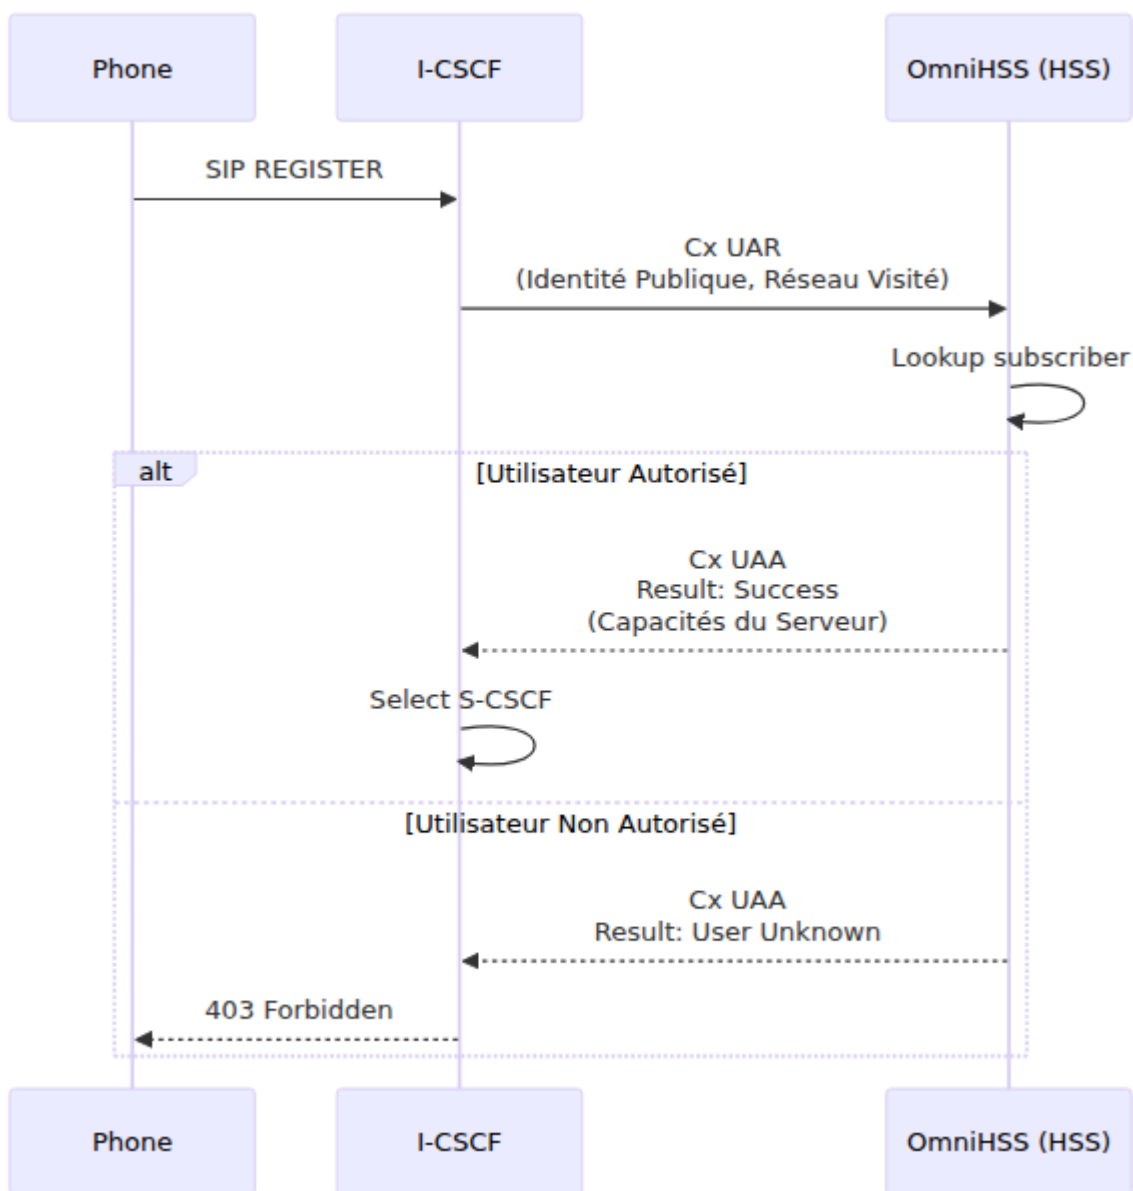 Phone
I-CSCF
OmniHSS (HSS)
SIP REGISTER
Cx UAR
(Identité Publique, Réseau Visité)
Lookup subscriber
alt
[Utilisateur Autorisé]
Cx UAA
Result: Success
(Capacités du Serveur)
Select S-CSCF
[Utilisateur Non Autorisé]
Cx UAA
Result: User Unknown
403 Forbidden
Phone
I-CSCF
OmniHSS (HSS)